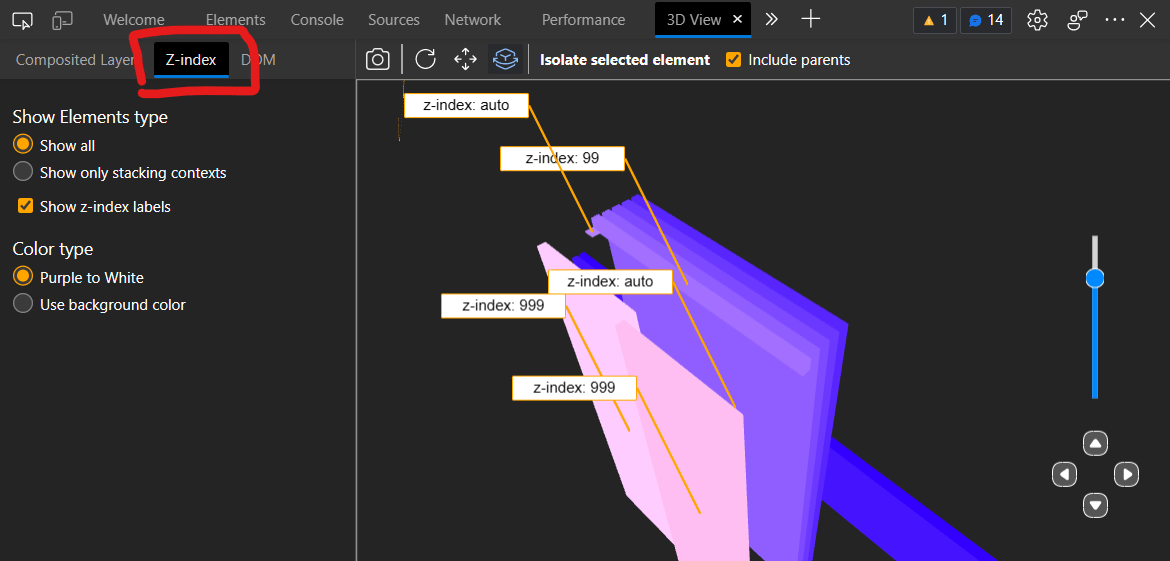 Welcome Elements Console Sources Network Performance 3D View 1 14
Composited Layer Z-index DOM Isolate selected element Include parents
z-index: auto
Show Elements type
Show all
z-index: 99
Show only stacking contexts
Show z-index labels
Color type
Purple to White
z-index: auto
Use background color
z-index: 999
z-index: 999